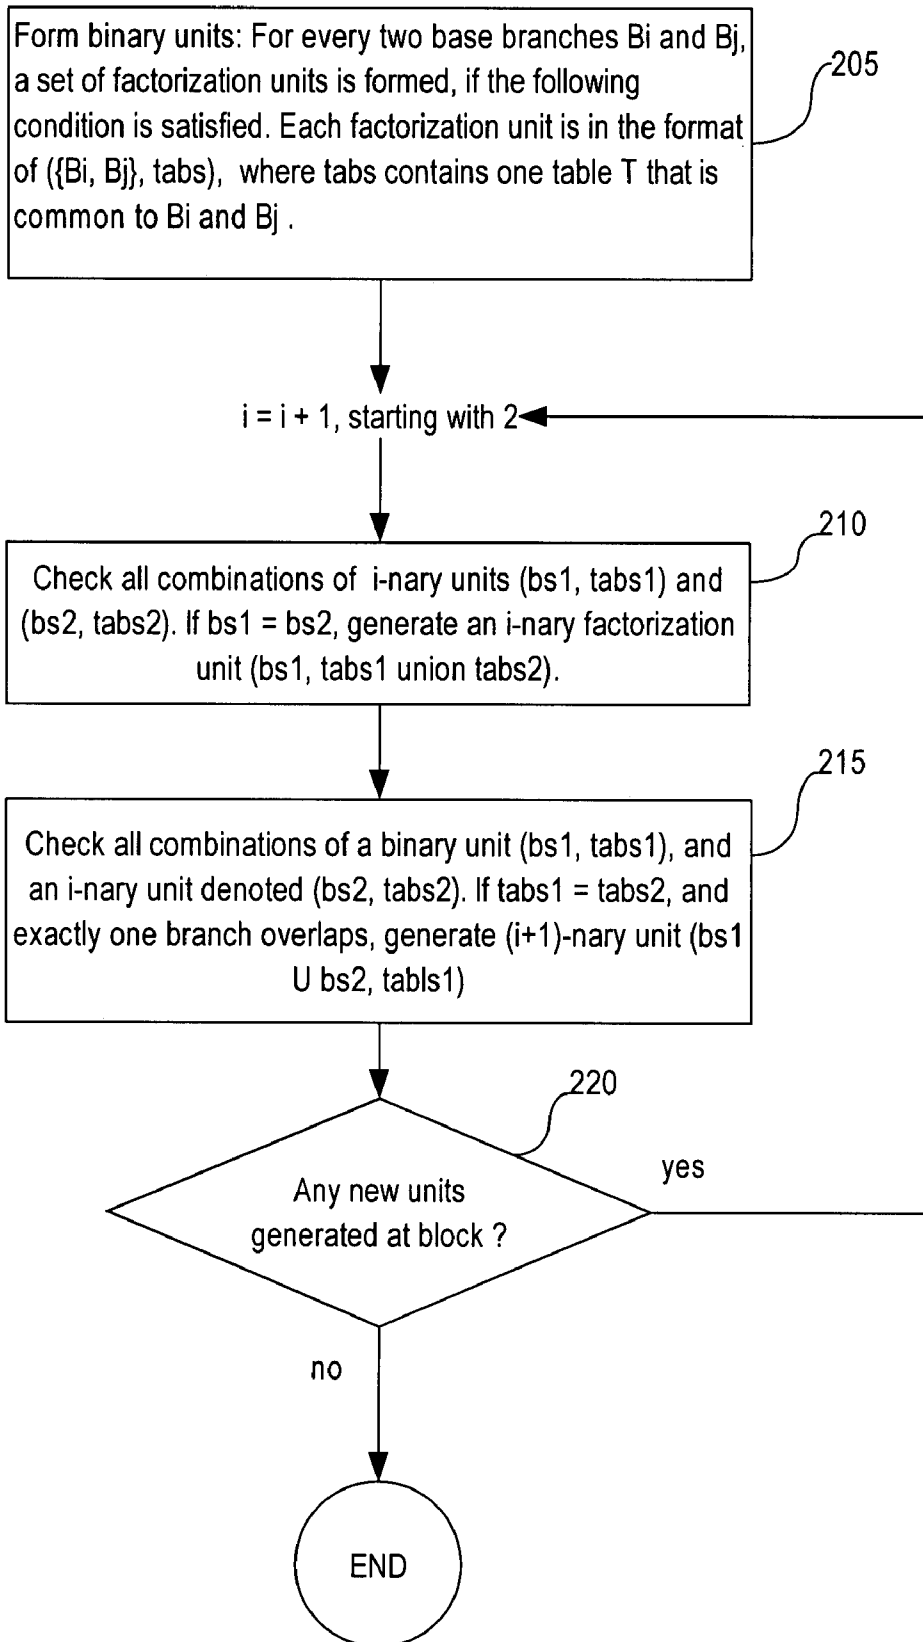 Form binary units: For every two base branches Bi and Bj,
a set of factorization units is formed, if the following
condition is satisfied. Each factorization unit is in the format
of ({Bi, Bj}, tabs), where tabs contains one table T that is
common to Bi and Bj .
205
i = i + 1, starting with 2
210
Check all combinations of i-nary units (bs1, tabs1) and
(bs2, tabs2). If bs1 = bs2, generate an i-nary factorization
unit (bs1, tabs1 union tabs2).
215
Check all combinations of a binary unit (bs1, tabs1), and
an i-nary unit denoted (bs2, tabs2). If tabs1 = tabs2, and
exactly one branch overlaps, generate (i+1)-nary unit (bs1
U bs2, tabls1)
220
Any new units
generated at block ?
yes
no
END